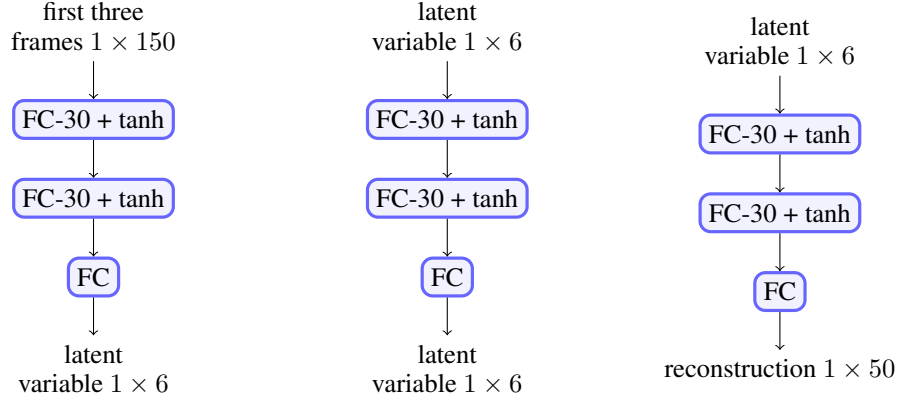 first three
frames 1 × 150
FC-30 + tanh
FC-30 + tanh
FC
latent
variable 1 × 6
latent
variable 1 × 6
FC-30 + tanh
FC-30 + tanh
FC
latent
variable 1 × 6
latent
variable 1 × 6
FC-30 + tanh
FC-30 + tanh
FC
reconstruction 1 × 50